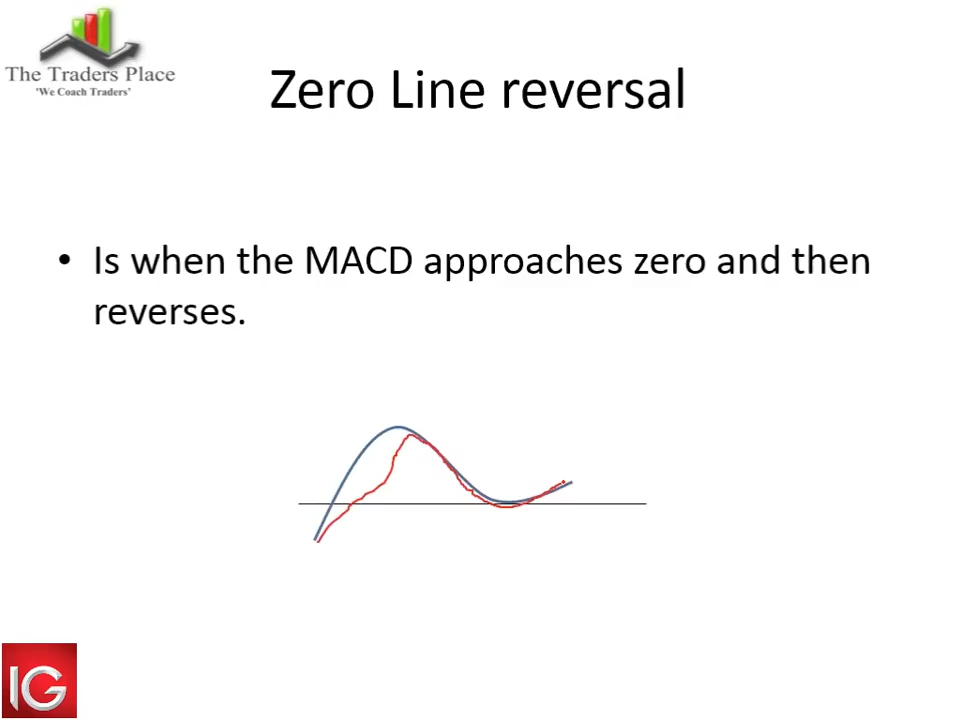 The Traders Place
'We Coach Traders'
Zero Line reversal
• Is when the MACD approaches zero and then
reverses.
IG